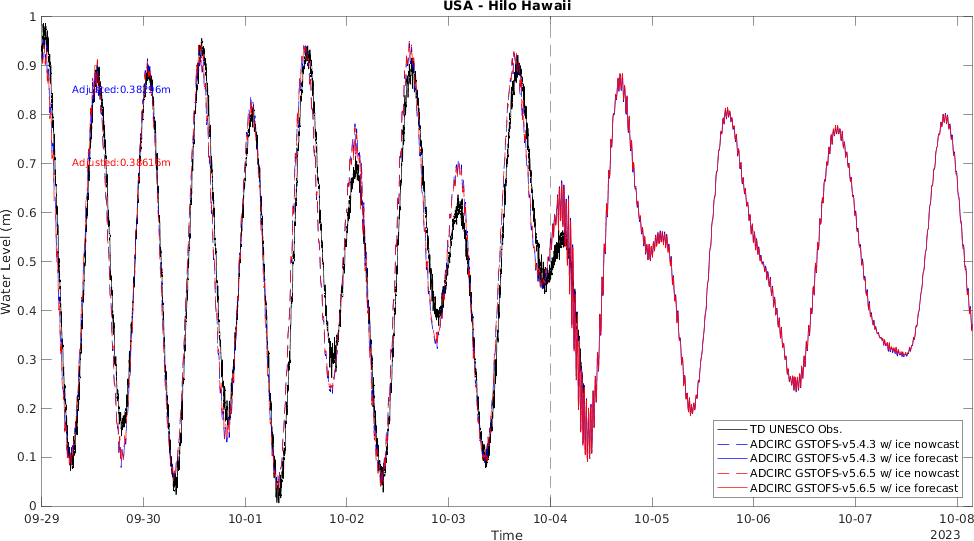 USA - Hilo Hawaii
1
0.9
0.8
0.7
0.6
0.5
0.4
0.3
0.2
0.1
0
Water Level (m)
Adjusted:0.38296m
Adjusted:0.38616m
TD UNESCO Obs.
ADCIRC GSTOFS-v5.4.3 w/ ice nowcast
ADCIRC GSTOFS-v5.4.3 w/ ice forecast
ADCIRC GSTOFS-v5.6.5 w/ ice nowcast
ADCIRC GSTOFS-v5.6.5 w/ ice forecast
09-29 09-30 10-01 10-02 10-03 10-04 10-05 10-06 10-07 10-08
Time
2023